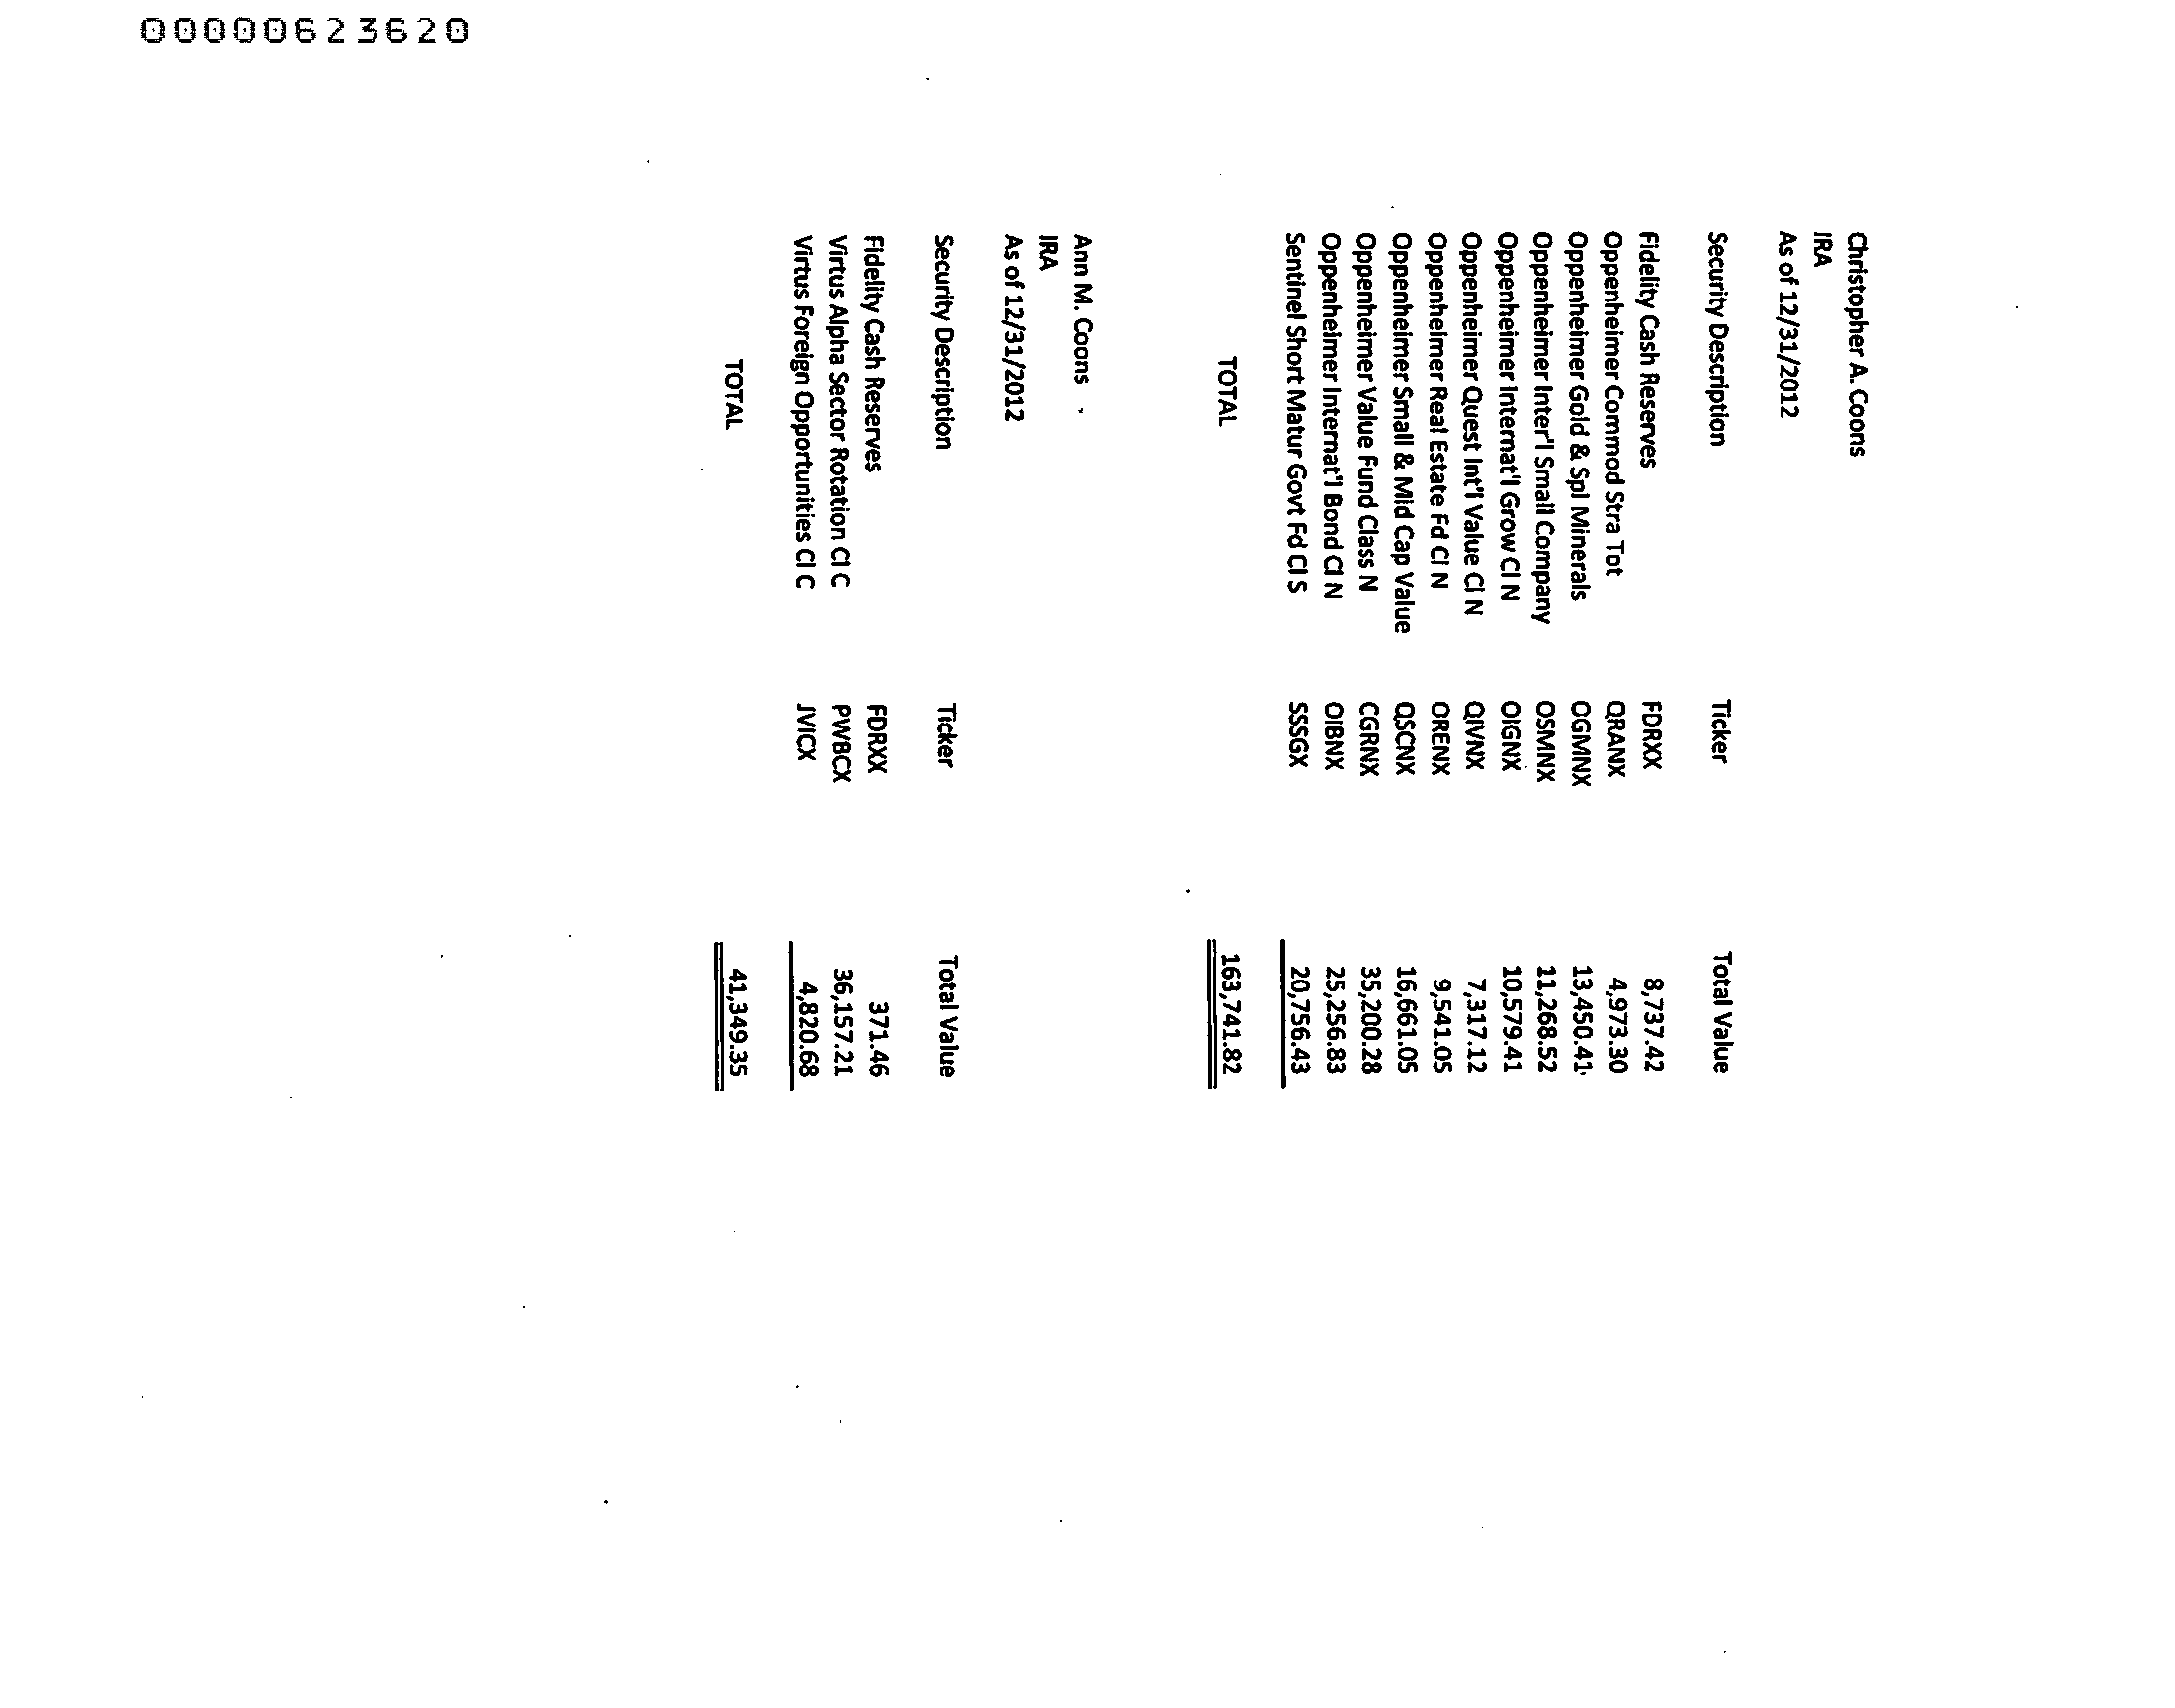 00000623620
Christopher A. Coons
IRA
As of 12/31/2012
Security Description Ticker Total Value
Fidelity Cash Reserves FDRXX 8,737.42
Oppenheimer Commod Stra Tot QRANX 4,973.30
Oppenheimer Gold & Spl Minerals OGMNX 13,450.41
Oppenheimer Inter'l Small Company OSMNX 11,268.52
Oppenheimer Internat'l Grow Cl N OIGNX 10,579.41
Oppenheimer Quest Int'l Value Cl N QIVNX 7,317.12
Oppenheimer Real Estate Fd Cl N ORENX 9,541.05
Oppenheimer Small & Mid Cap Value QSCNX 16,661.05
Oppenheimer Value Fund Class N CGRNX 35,200.28
Oppenheimer Internat'l Bond Cl N OIBNX 25,256.83
Sentinel Short Matur Govt Fd Cl S SSSGX 20,756.43
TOTAL 163,741.82
Ann M. Coons
IRA
As of 12/31/2012
Security Description Ticker Total Value
Fidelity Cash Reserves FDRXX 371.46
Virtus Alpha Sector Rotation Cl C PWBCX 36,157.21
Virtus Foreign Opportunities Cl C JVICX 4,820.68
TOTAL 41,349.35